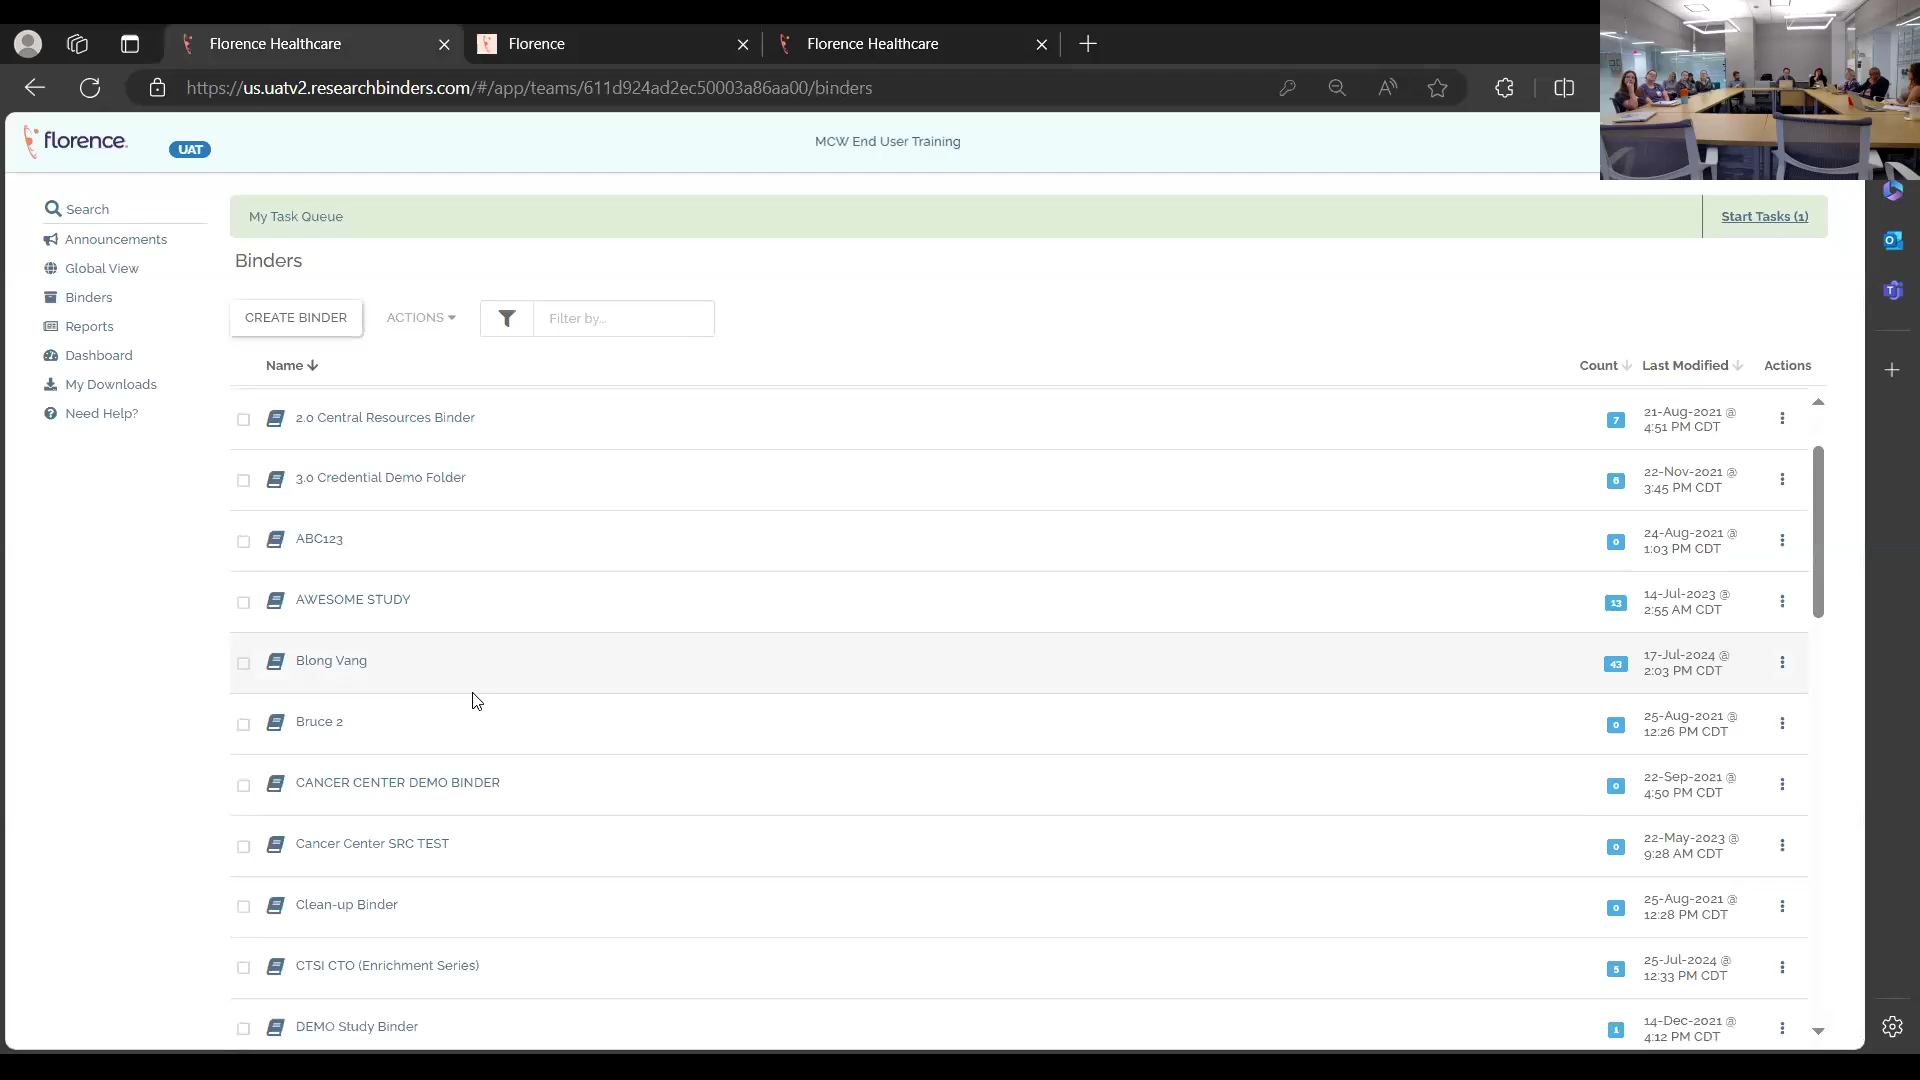 Florence Healthcare
Florence
Florence Healthcare
https://us.uatv2.researchbinders.com/#/app/teams/611d924ad2ec50003a86aa00/binders
florence
UAT
MCW End User Training
Search
Announcements
Global View
Binders
Reports
Dashboard
My Downloads
Need Help?
My Task Queue
Start Tasks (1)
Binders
CREATE BINDER
ACTIONS
Filter by...
Name
Count
Last Modified
Actions
2.0 Central Resources Binder
7
21-Aug-2021 @
4:51 PM CDT
3.0 Credential Demo Folder
6
22-Nov-2021 @
3:45 PM CDT
ABC123
0
24-Aug-2021 @
1:03 PM CDT
AWESOME STUDY
13
14-Jul-2023 @
2:55 AM CDT
Blong Vang
43
17-Jul-2024 @
2:03 PM CDT
Bruce 2
0
25-Aug-2021 @
12:26 PM CDT
CANCER CENTER DEMO BINDER
0
22-Sep-2021 @
4:50 PM CDT
Cancer Center SRC TEST
0
22-May-2023 @
9:28 AM CDT
Clean-up Binder
0
25-Aug-2021 @
12:28 PM CDT
CTSI CTO (Enrichment Series)
5
25-Jul-2024 @
12:33 PM CDT
DEMO Study Binder
1
14-Dec-2021 @
4:12 PM CDT